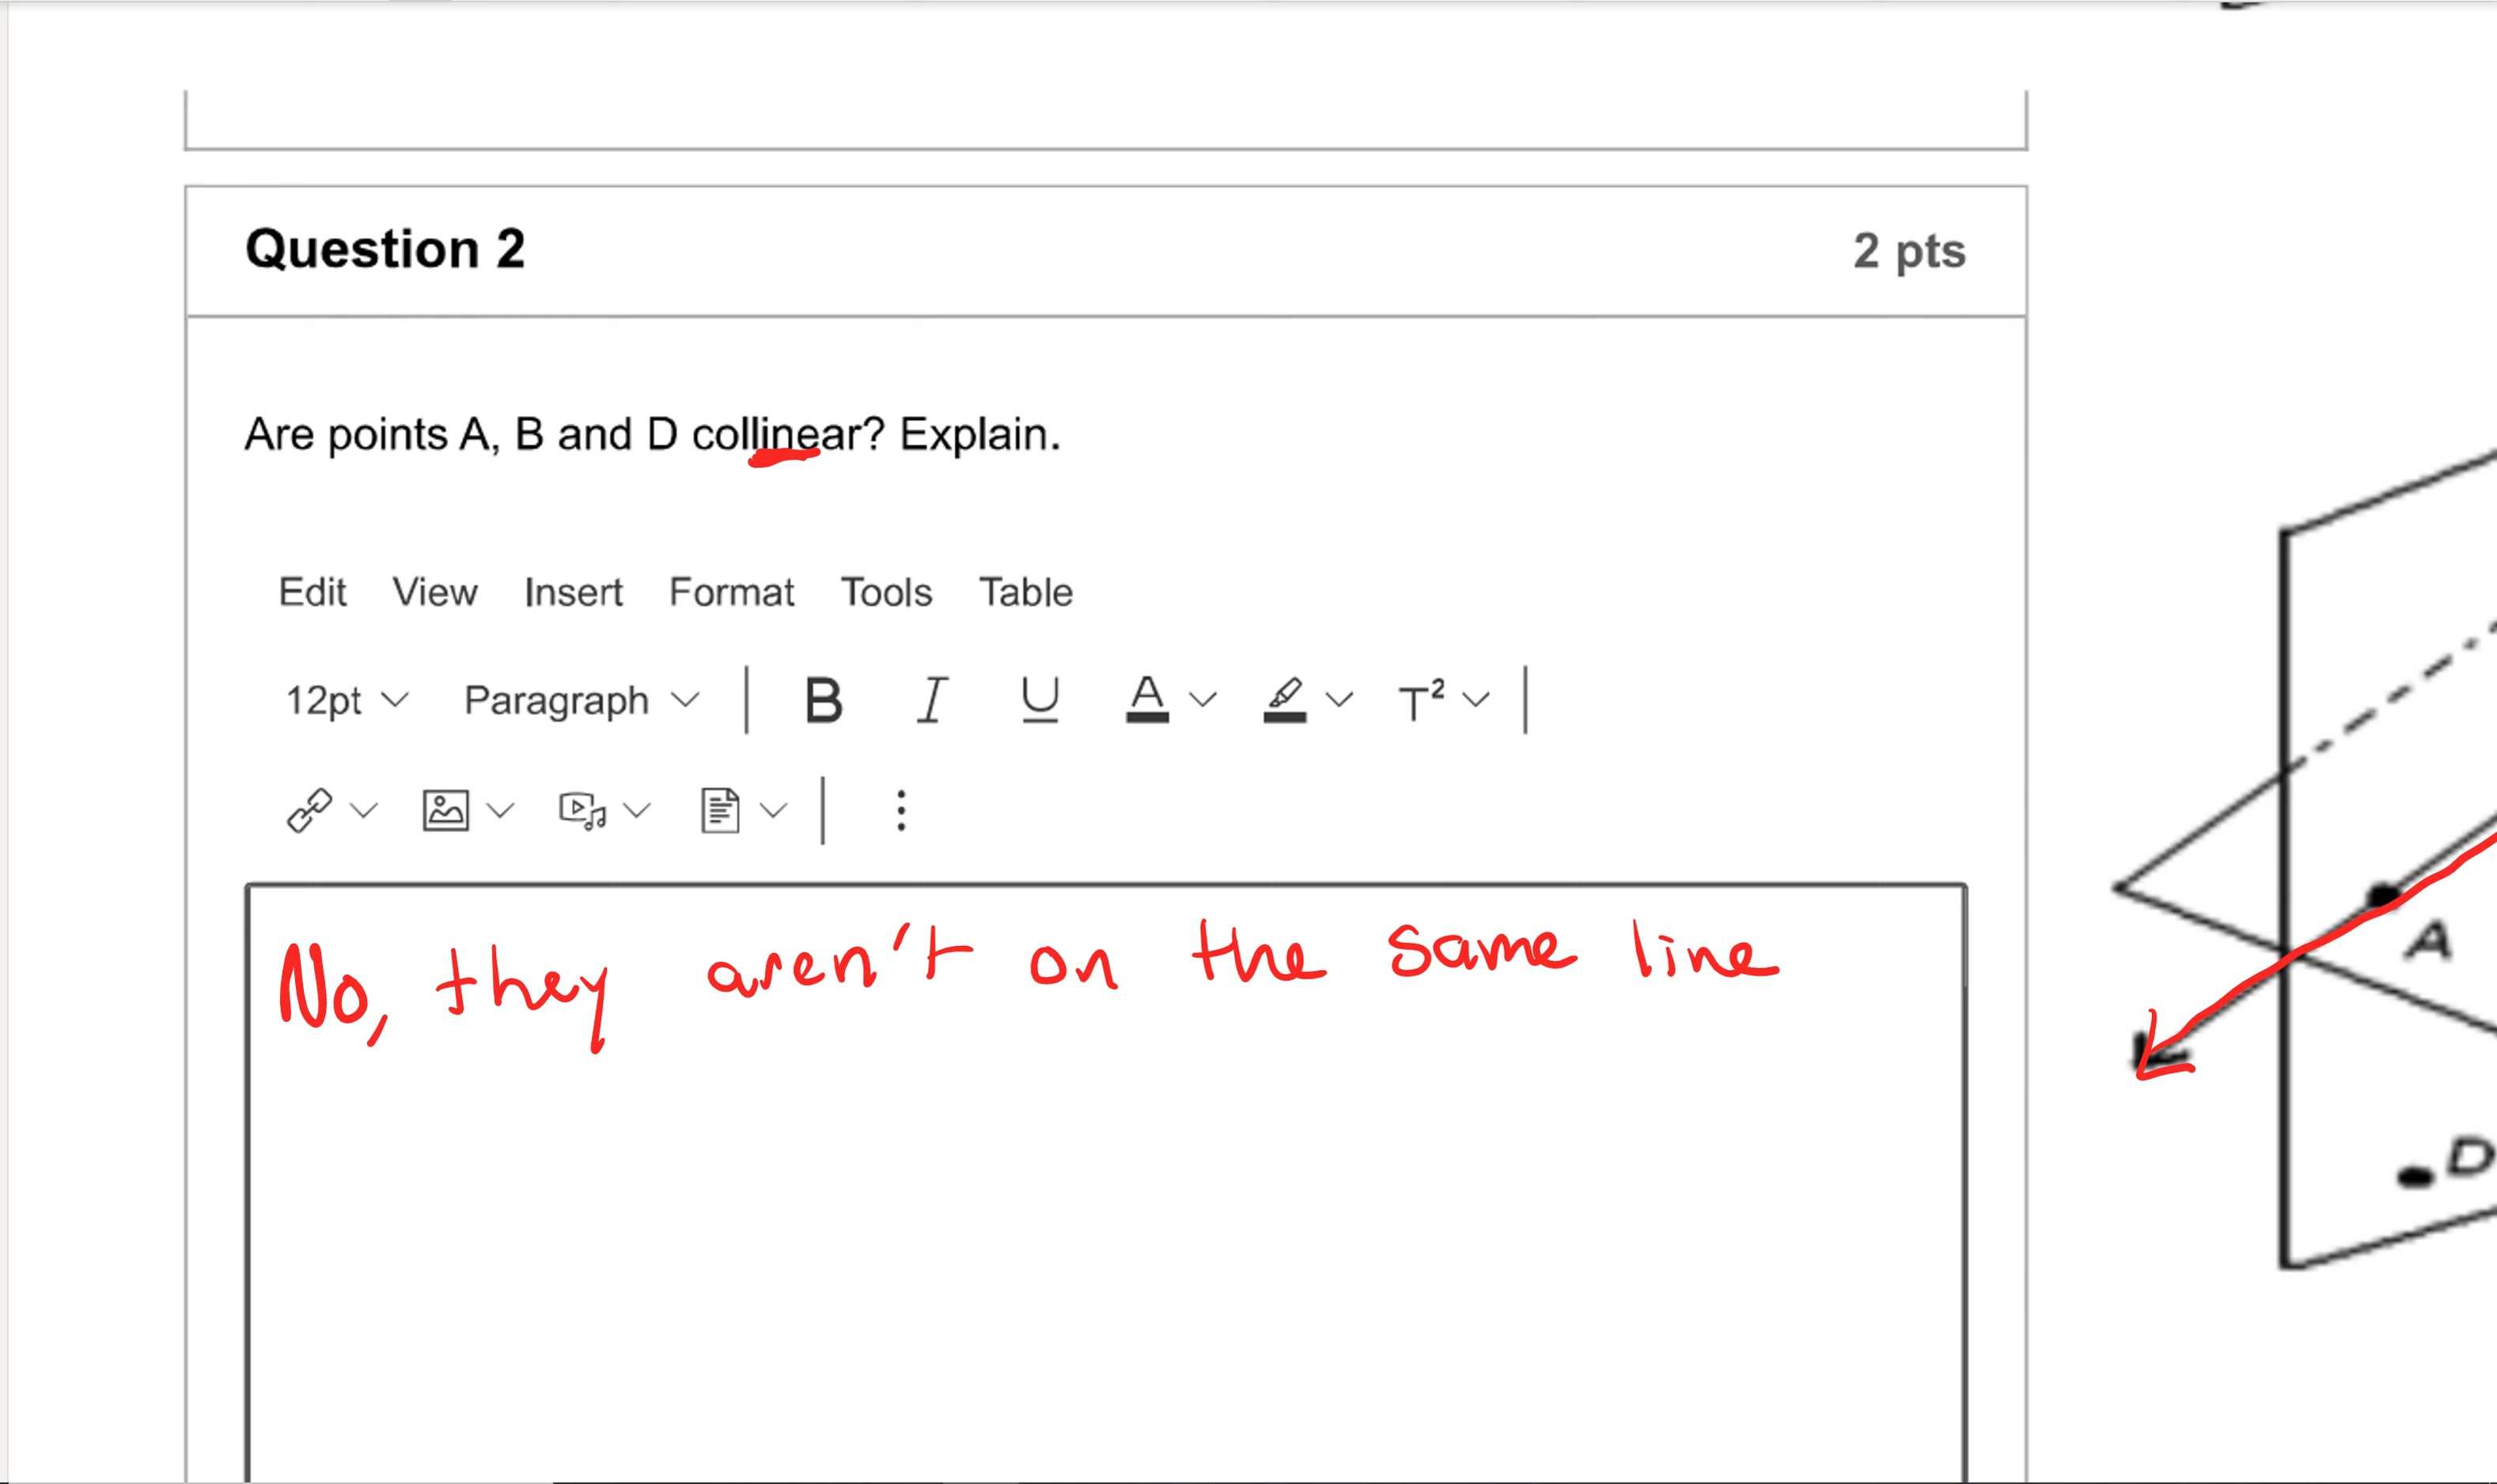 Question 2
2 pts
Are points A, B and D collinear? Explain.
Edit View Insert Format Tools Table
12pt Paragraph B I U A T²
No, they aren't on the same line
A
D